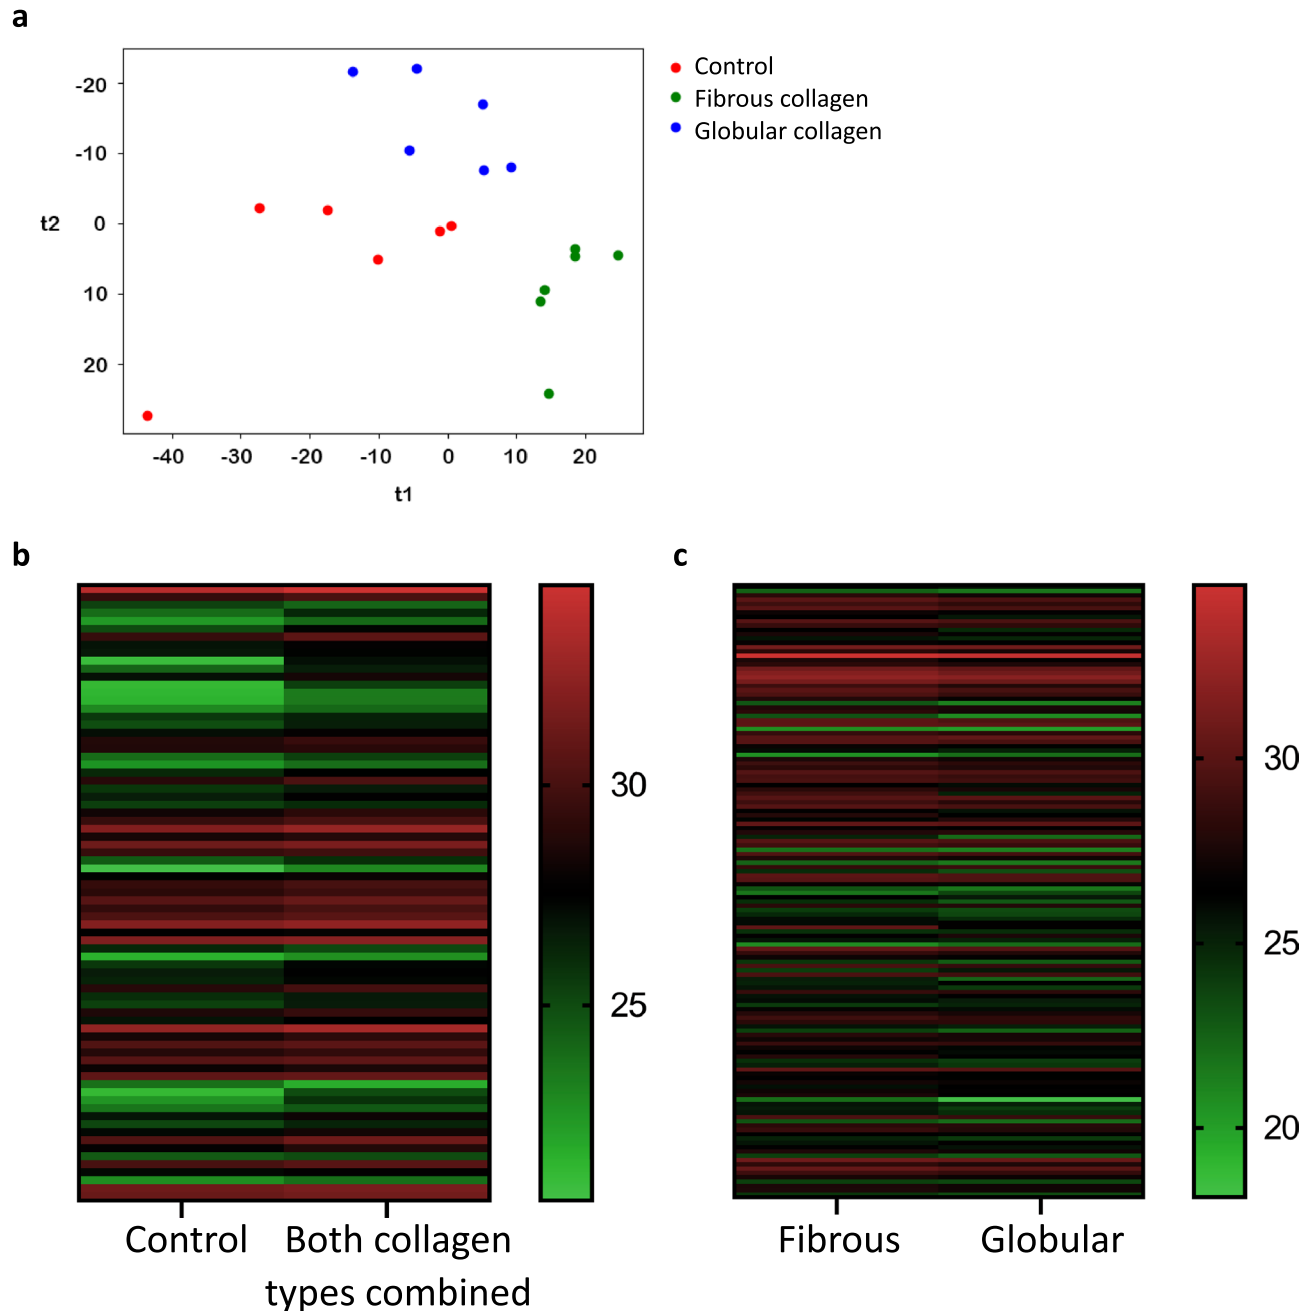 a
Control
Fibrous collagen
Globular collagen
-20
-10
t2
0
10
20
-40 -30 -20 -10 0 10 20
t1
b
30
25
Control Both collagen
types combined
c
30
25
20
Fibrous Globular